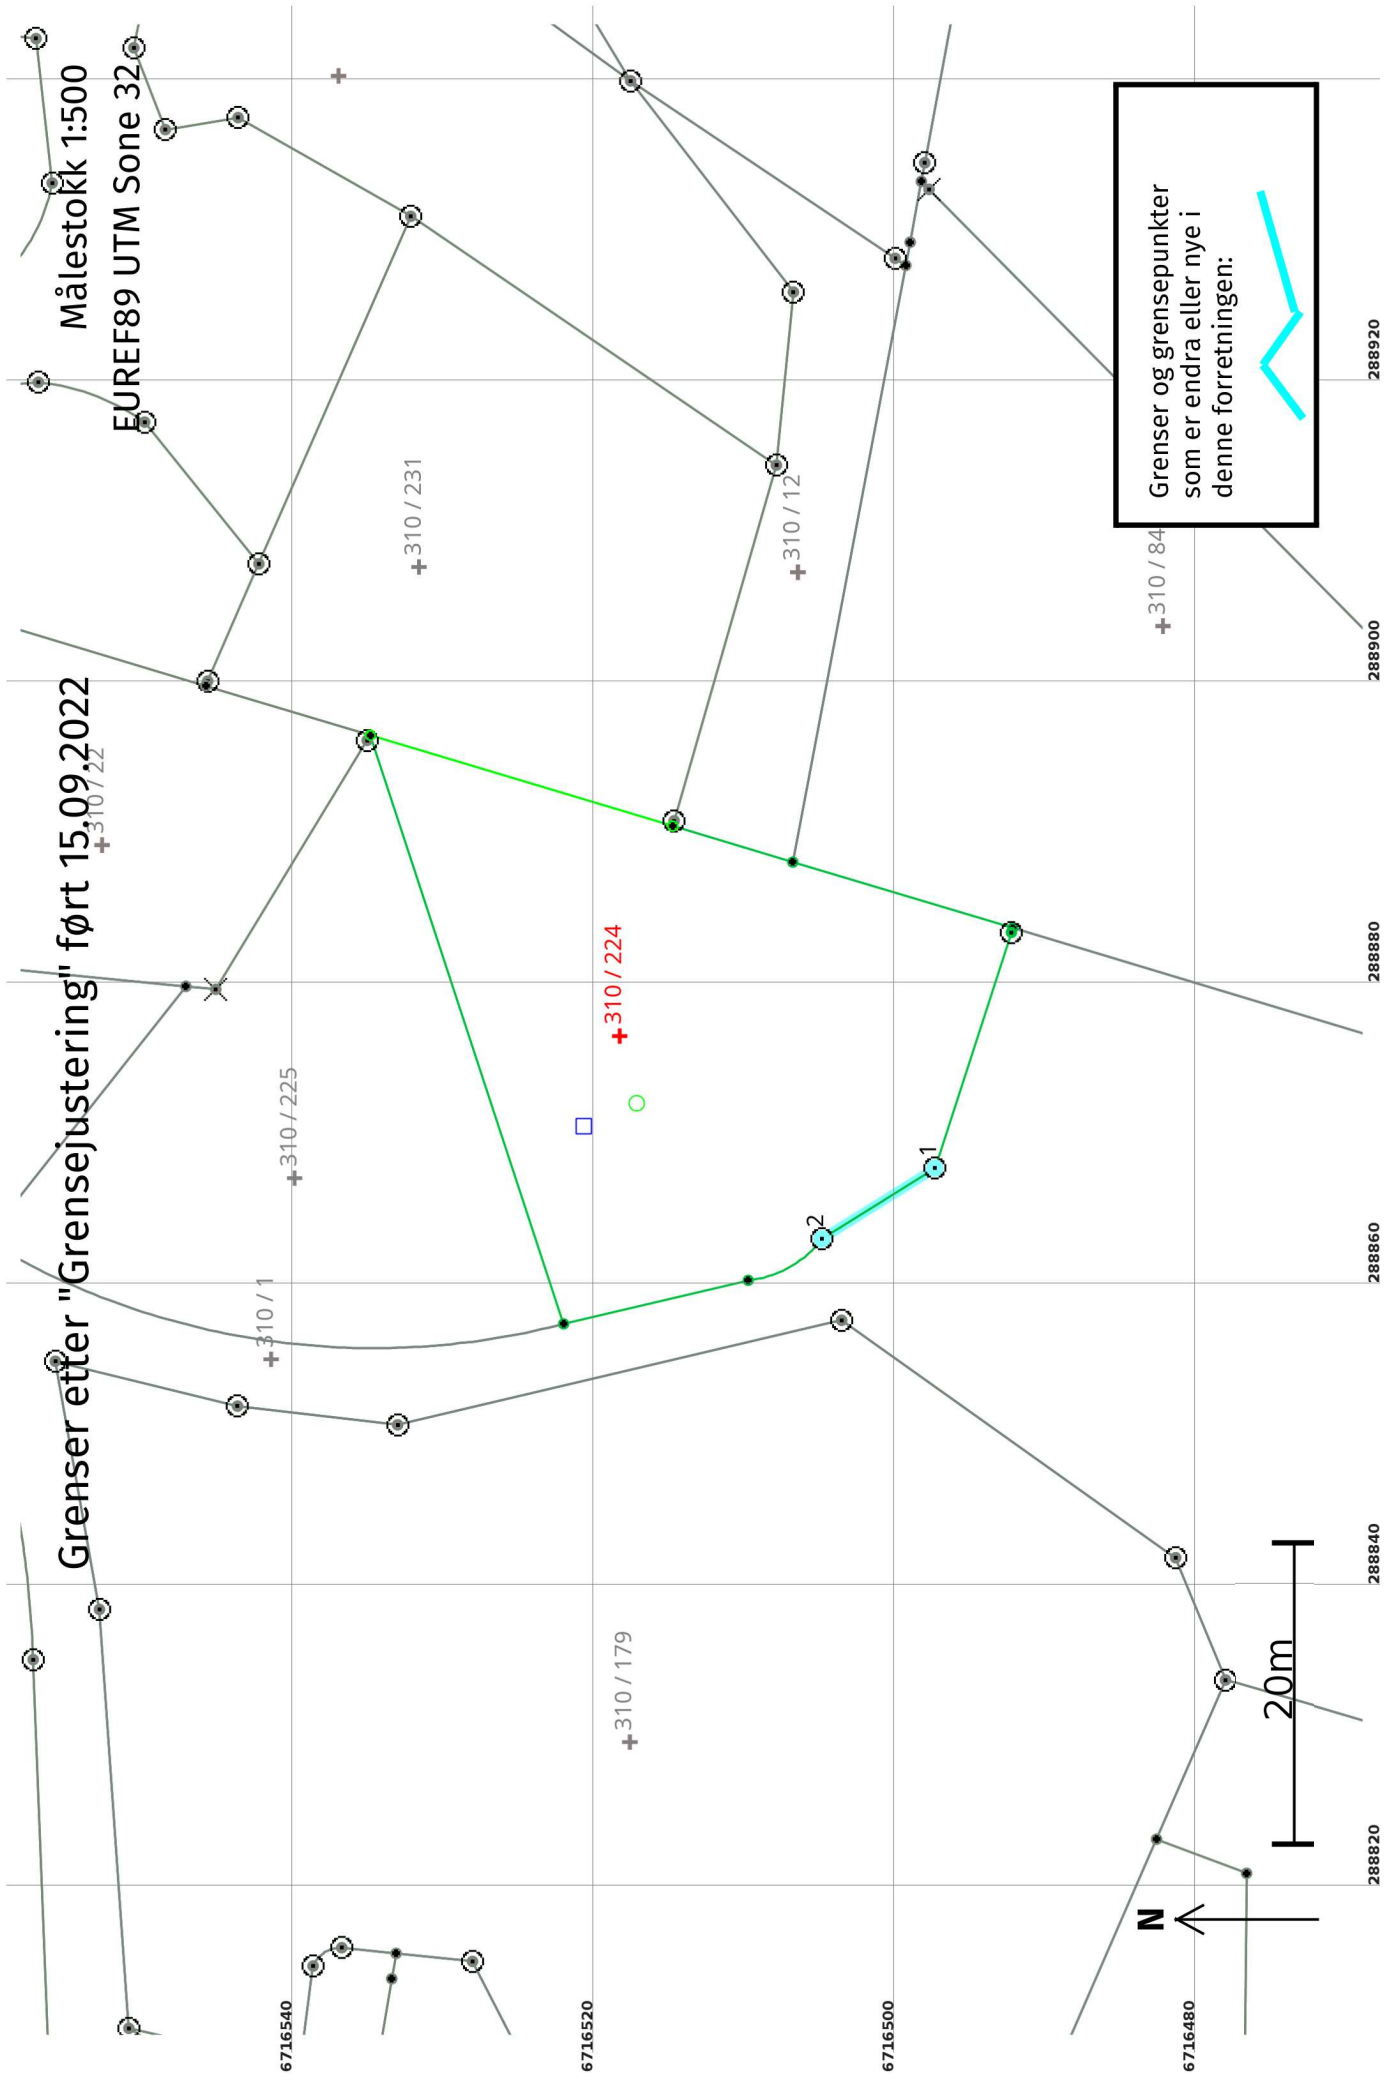 Grenser etter "Grensejustering" ført 15.09.2022
Målestokk 1:500
EUREF89 UTM Sone 32
310 / 22
310 / 1
310 / 225
310 / 231
310 / 224
310 / 179
310 / 12
310 / 84
2
1
6716540
6716520
6716500
6716480
N
20m
Grenser og grensepunkter
som er endra eller nye i
denne forretningen:
288820
288840
288860
288880
288900
288920